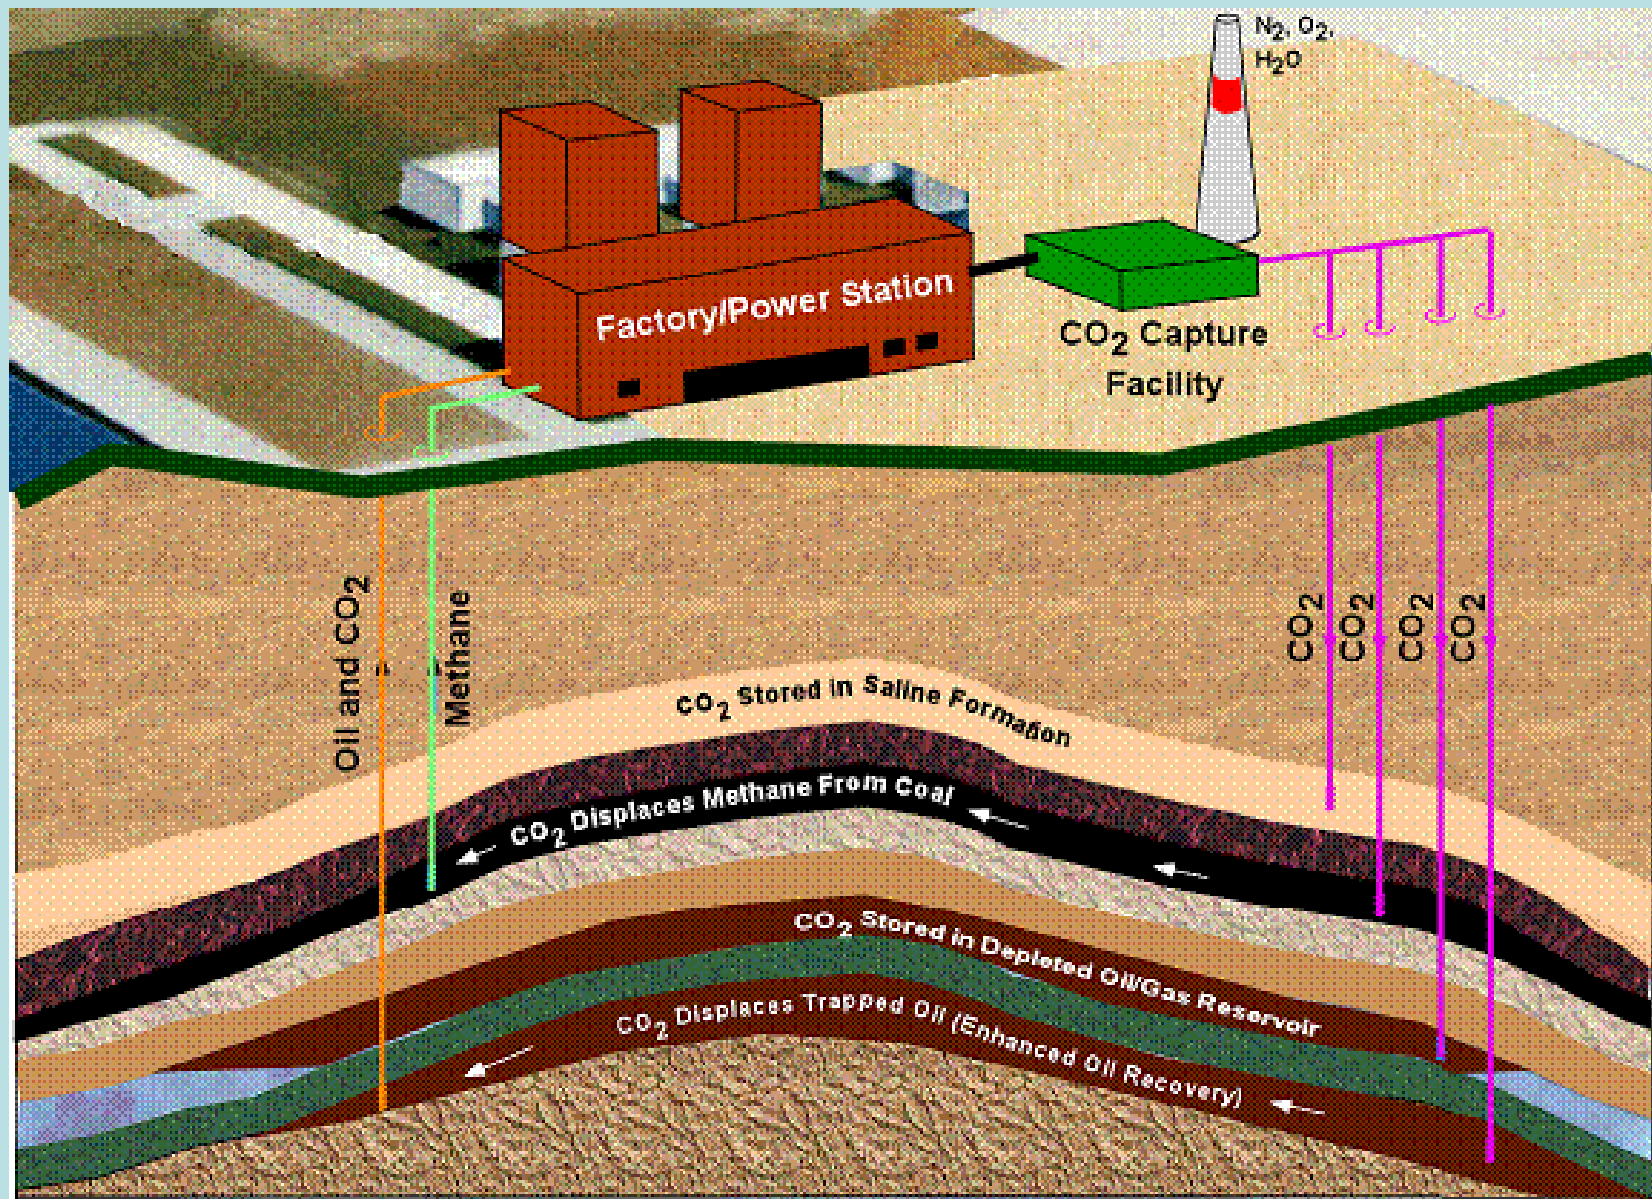 N2, O2,
H2O
Factory/Power Station
CO2 Capture
Facility
Oil and CO2
Methane
CO2
CO2
CO2
CO2
CO2 Stored in Saline Formation
CO2 Displaces Methane From Coal
CO2 Stored in Depleted Oil/Gas Reservoir
CO2 Displaces Trapped Oil (Enhanced Oil Recovery)